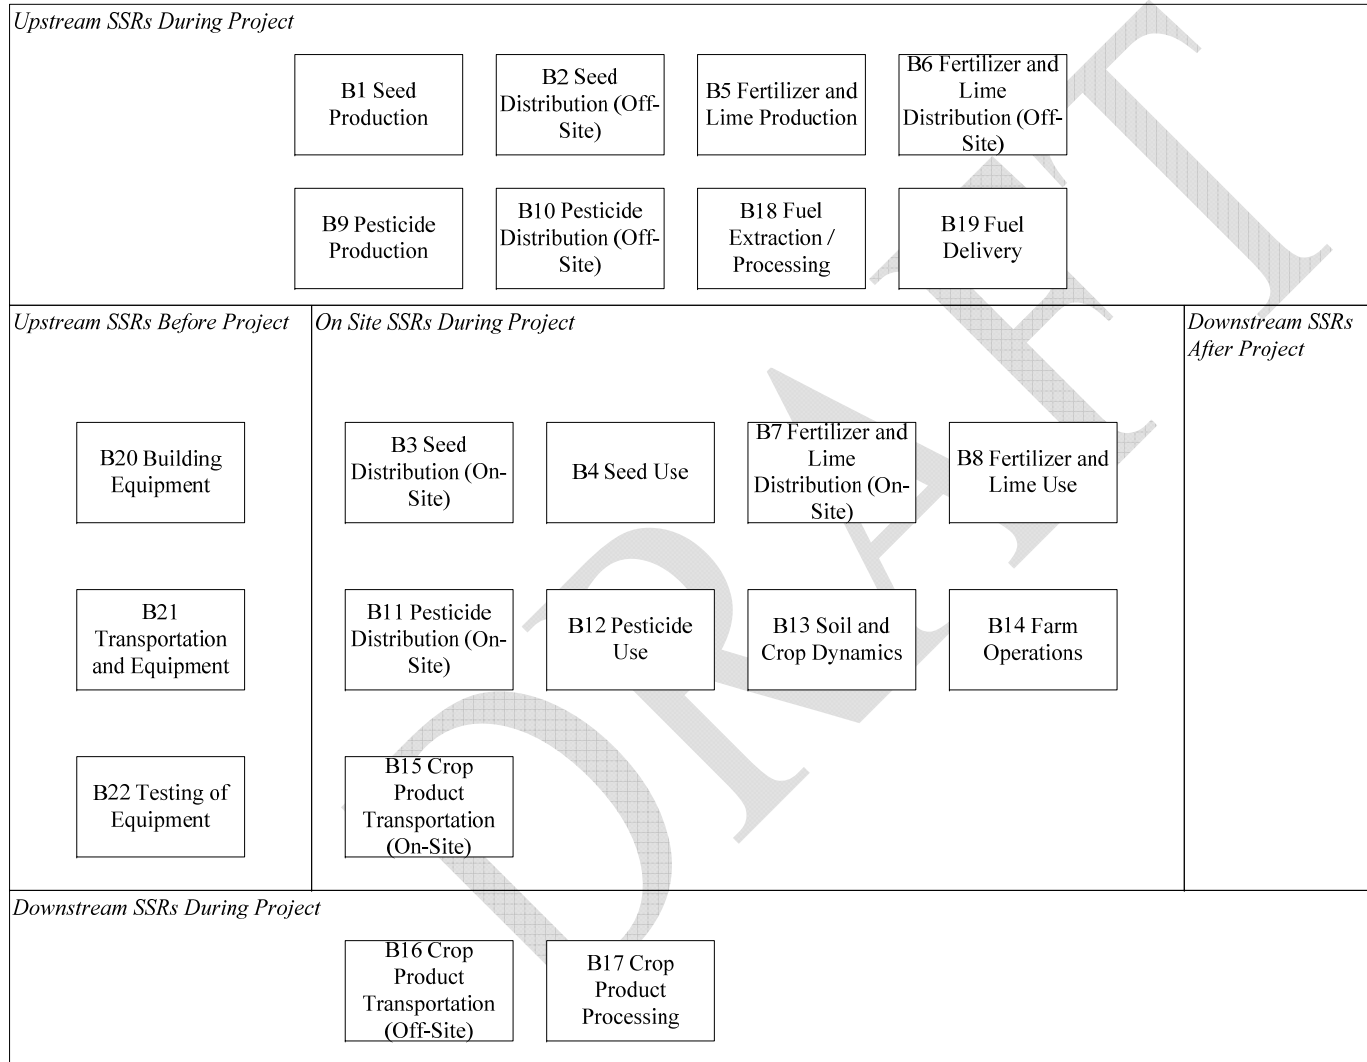 Upstream SSRs During Project
B1 Seed
Production
B2 Seed
Distribution (Off-
Site)
B5 Fertilizer and
Lime Production
B6 Fertilizer and
Lime
Distribution (Off-
Site)
B9 Pesticide
Production
B10 Pesticide
Distribution (Off-
Site)
B18 Fuel
Extraction /
Processing
B19 Fuel
Delivery
Upstream SSRs Before Project
B20 Building
Equipment
B21
Transportation
and Equipment
B22 Testing of
Equipment
On Site SSRs During Project
B3 Seed
Distribution (On-
Site)
B4 Seed Use
B7 Fertilizer and
Lime
Distribution (On-
Site)
B8 Fertilizer and
Lime Use
B11 Pesticide
Distribution (On-
Site)
B12 Pesticide
Use
B13 Soil and
Crop Dynamics
B14 Farm
Operations
B15 Crop
Product
Transportation
(On-Site)
Downstream SSRs
After Project
Downstream SSRs During Project
B16 Crop
Product
Transportation
(Off-Site)
B17 Crop
Product
Processing
DRAFT